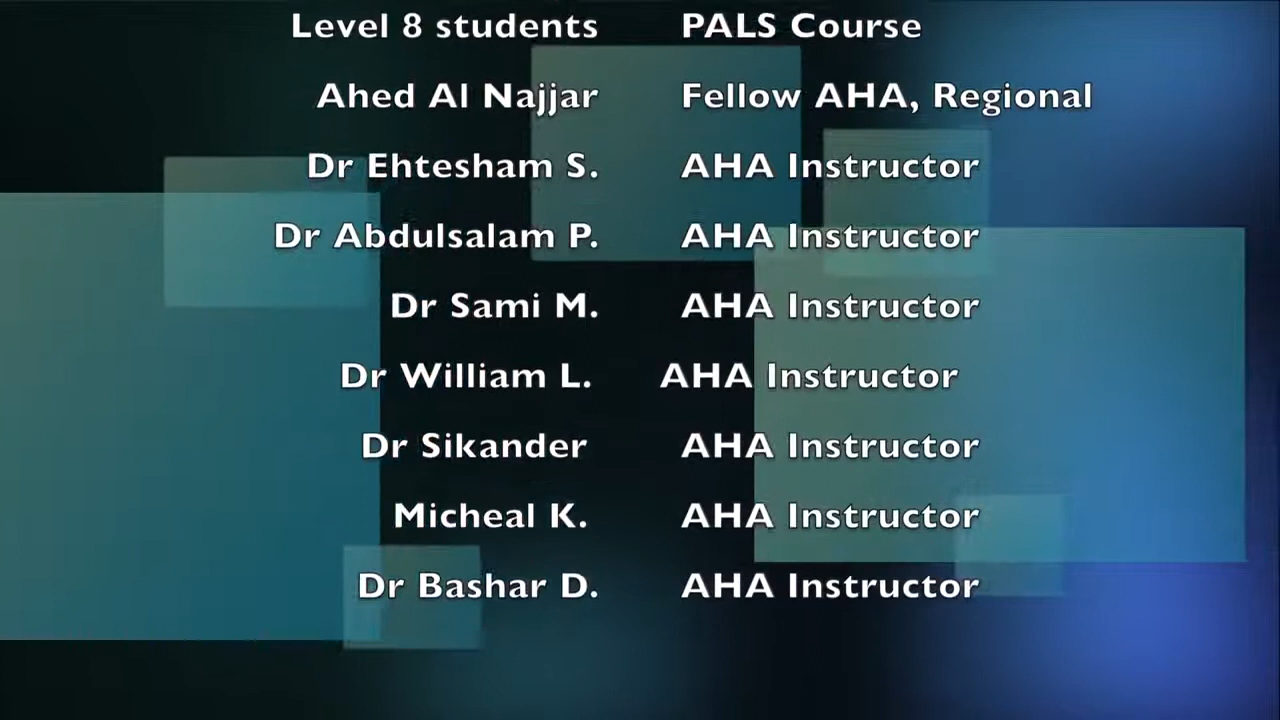 Level 8 students PALS Course
Ahed Al Najjar Fellow AHA, Regional
Dr Ehtesham S. AHA Instructor
Dr Abdulsalam P. AHA Instructor
Dr Sami M. AHA Instructor
Dr William L. AHA Instructor
Dr Sikander AHA Instructor
Micheal K. AHA Instructor
Dr Bashar D. AHA Instructor